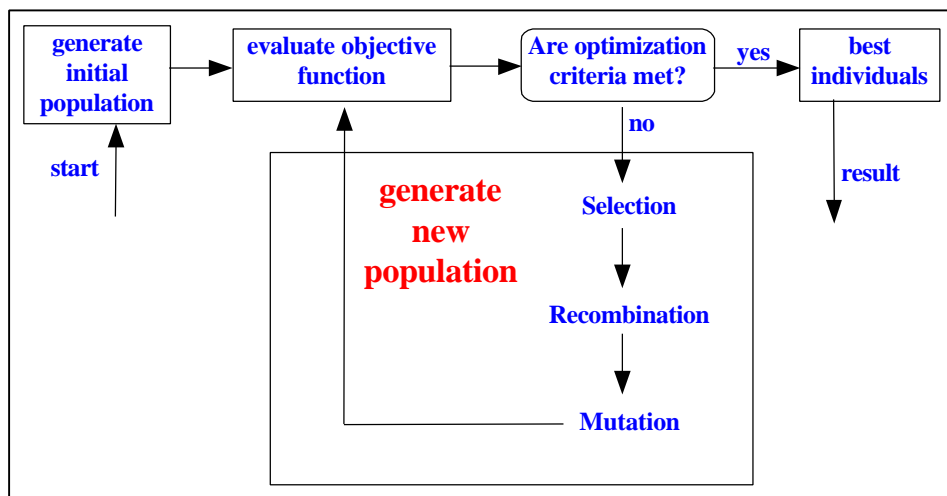 generate
initial
population
evaluate objective
function
Are optimization
criteria met?
yes
best
individuals
start
no
result
generate
new
population
Selection
Recombination
Mutation